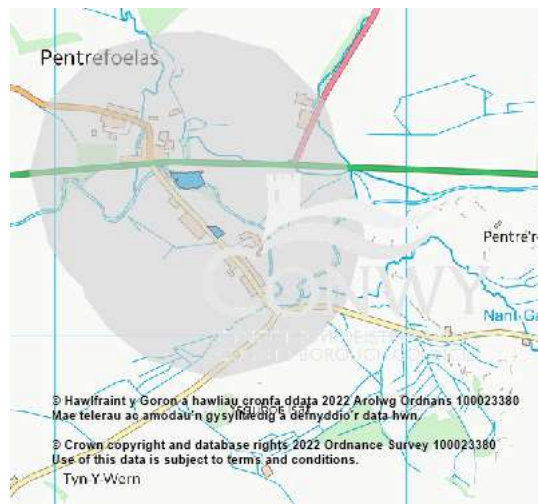 Pentrefoelas
Pentre'r-
CONWY
Nant-Ga
© Hawlfraint y Goron a hawliau cronfa ddata 2022 Arolwg Ordnans 100023380
Mae telerau ac amodau'n gysylltiedig a defnyddio'r data hwn.
© Crown copyright and database rights 2022 Ordnance Survey 100023380
Use of this data is subject to terms and conditions.
Tyn-Y-Wern